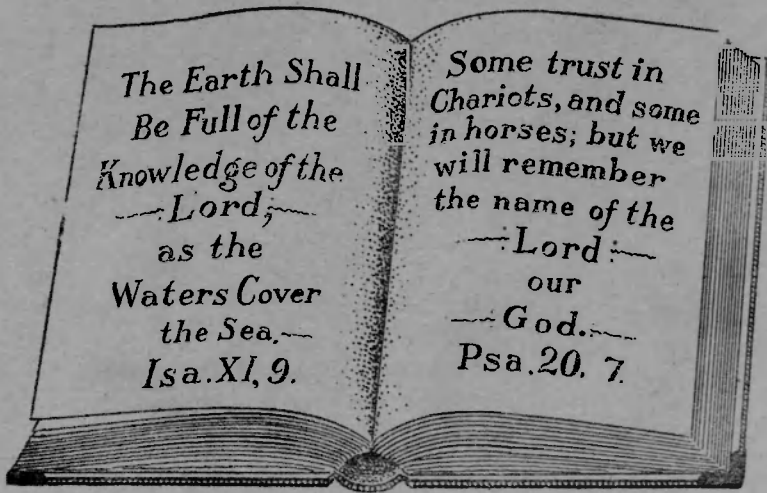 The Earth Shall
Be Full of the
Knowledge of the
Lord,
as the
Waters Cover
the Sea.
Isa. XI, 9.
Some trust in
Chariots, and some
in horses; but we
will remember
the name of the
Lord
our
God.
Psa. 20. 7.